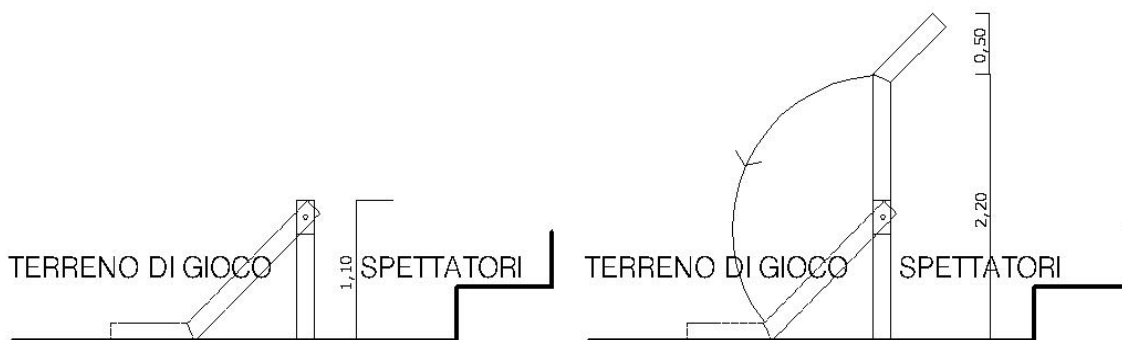 TERRENO DI GIOCO
1,10
SPETTATORI
0,50
2,20
TERRENO DI GIOCO
SPETTATORI